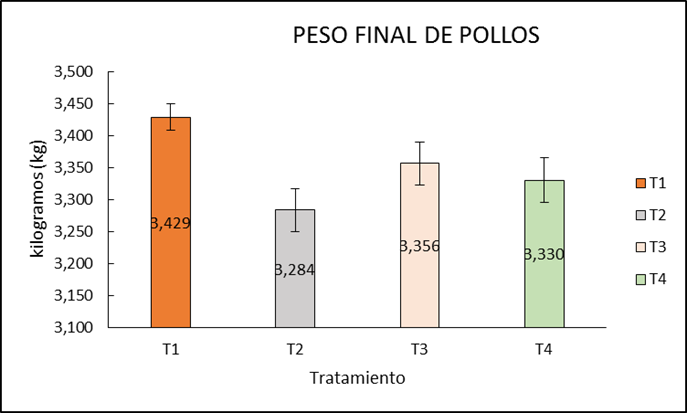 PESO FINAL DE POLLOS
kilogramos (kg)
3,500
3,450
3,400
3,350
3,300
3,250
3,200
3,150
3,100
3,429
3,284
3,356
3,330
T1 T2 T3 T4
Tratamiento
T1
T2
T3
T4